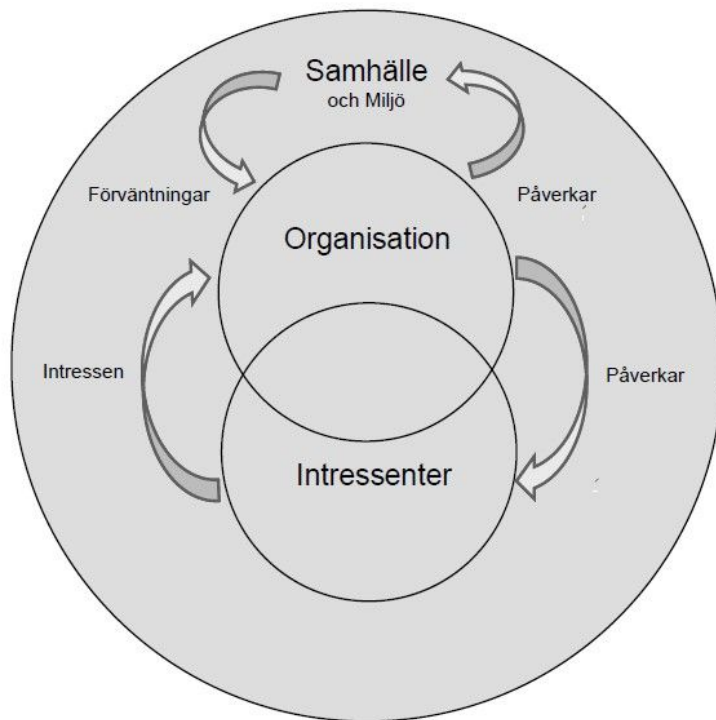 Samhälle
och Miljö
Förväntningar
Påverkar
Organisation
Intressen
Påverkar
Intressenter